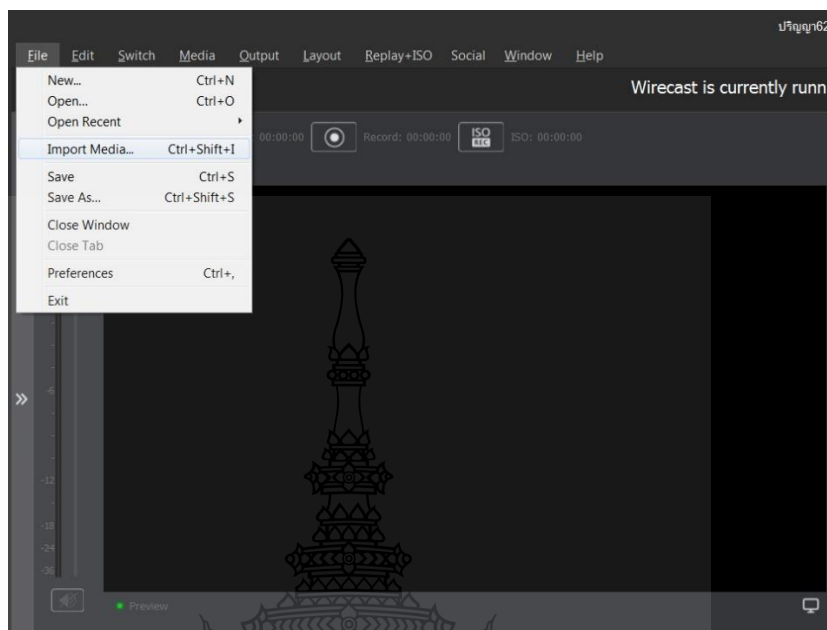 ปริญญา62
File Edit Switch Media Output Layout Replay+ISO Social Window Help
New... Ctrl+N
Wirecast is currently runn
Open... Ctrl+O
Open Recent
: 00:00:00 Record: 00:00:00 ISO REC ISO: 00:00:00
Import Media... Ctrl+Shift+I
Save Ctrl+S
Save As... Ctrl+Shift+S
Close Window
Close Tab
Preferences Ctrl+,
Exit
-6
-12
-18
-24
-36
Preview